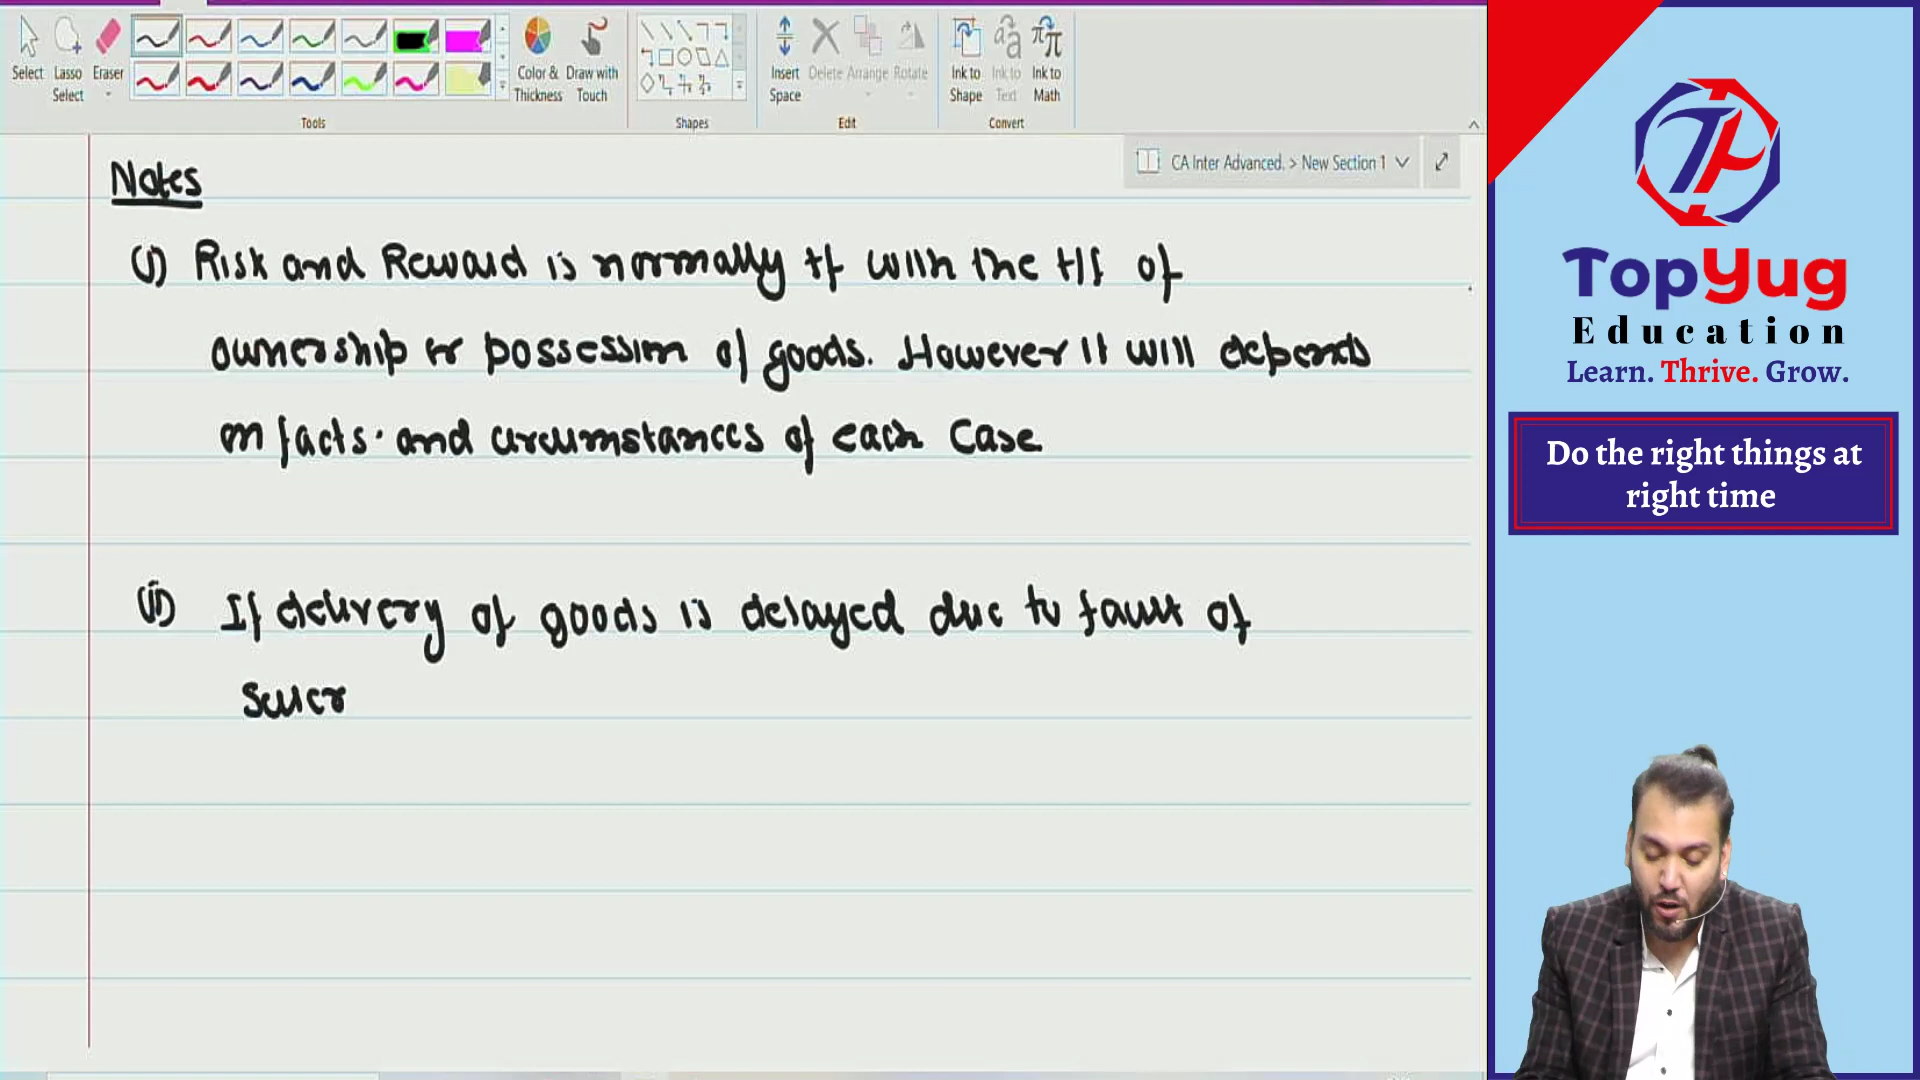 Select
Lasso Select
Eraser
Color & Thickness
Draw with Touch
Insert Space
Delete
Arrange
Rotate
Ink to Shape
Ink to Text
Ink to Math
Tools
Shapes
Edit
Convert
CA Inter Advanced. > New Section 1
Notes
(i) Risk and Reward is normally tf with the t/f of
ownership or possession of goods. However it will depends
on facts. and circumstances of each case
(ii) If delivery of goods is delayed due to fault of
Seller
TopYug
Education
Learn. Thrive. Grow.
Do the right things at
right time